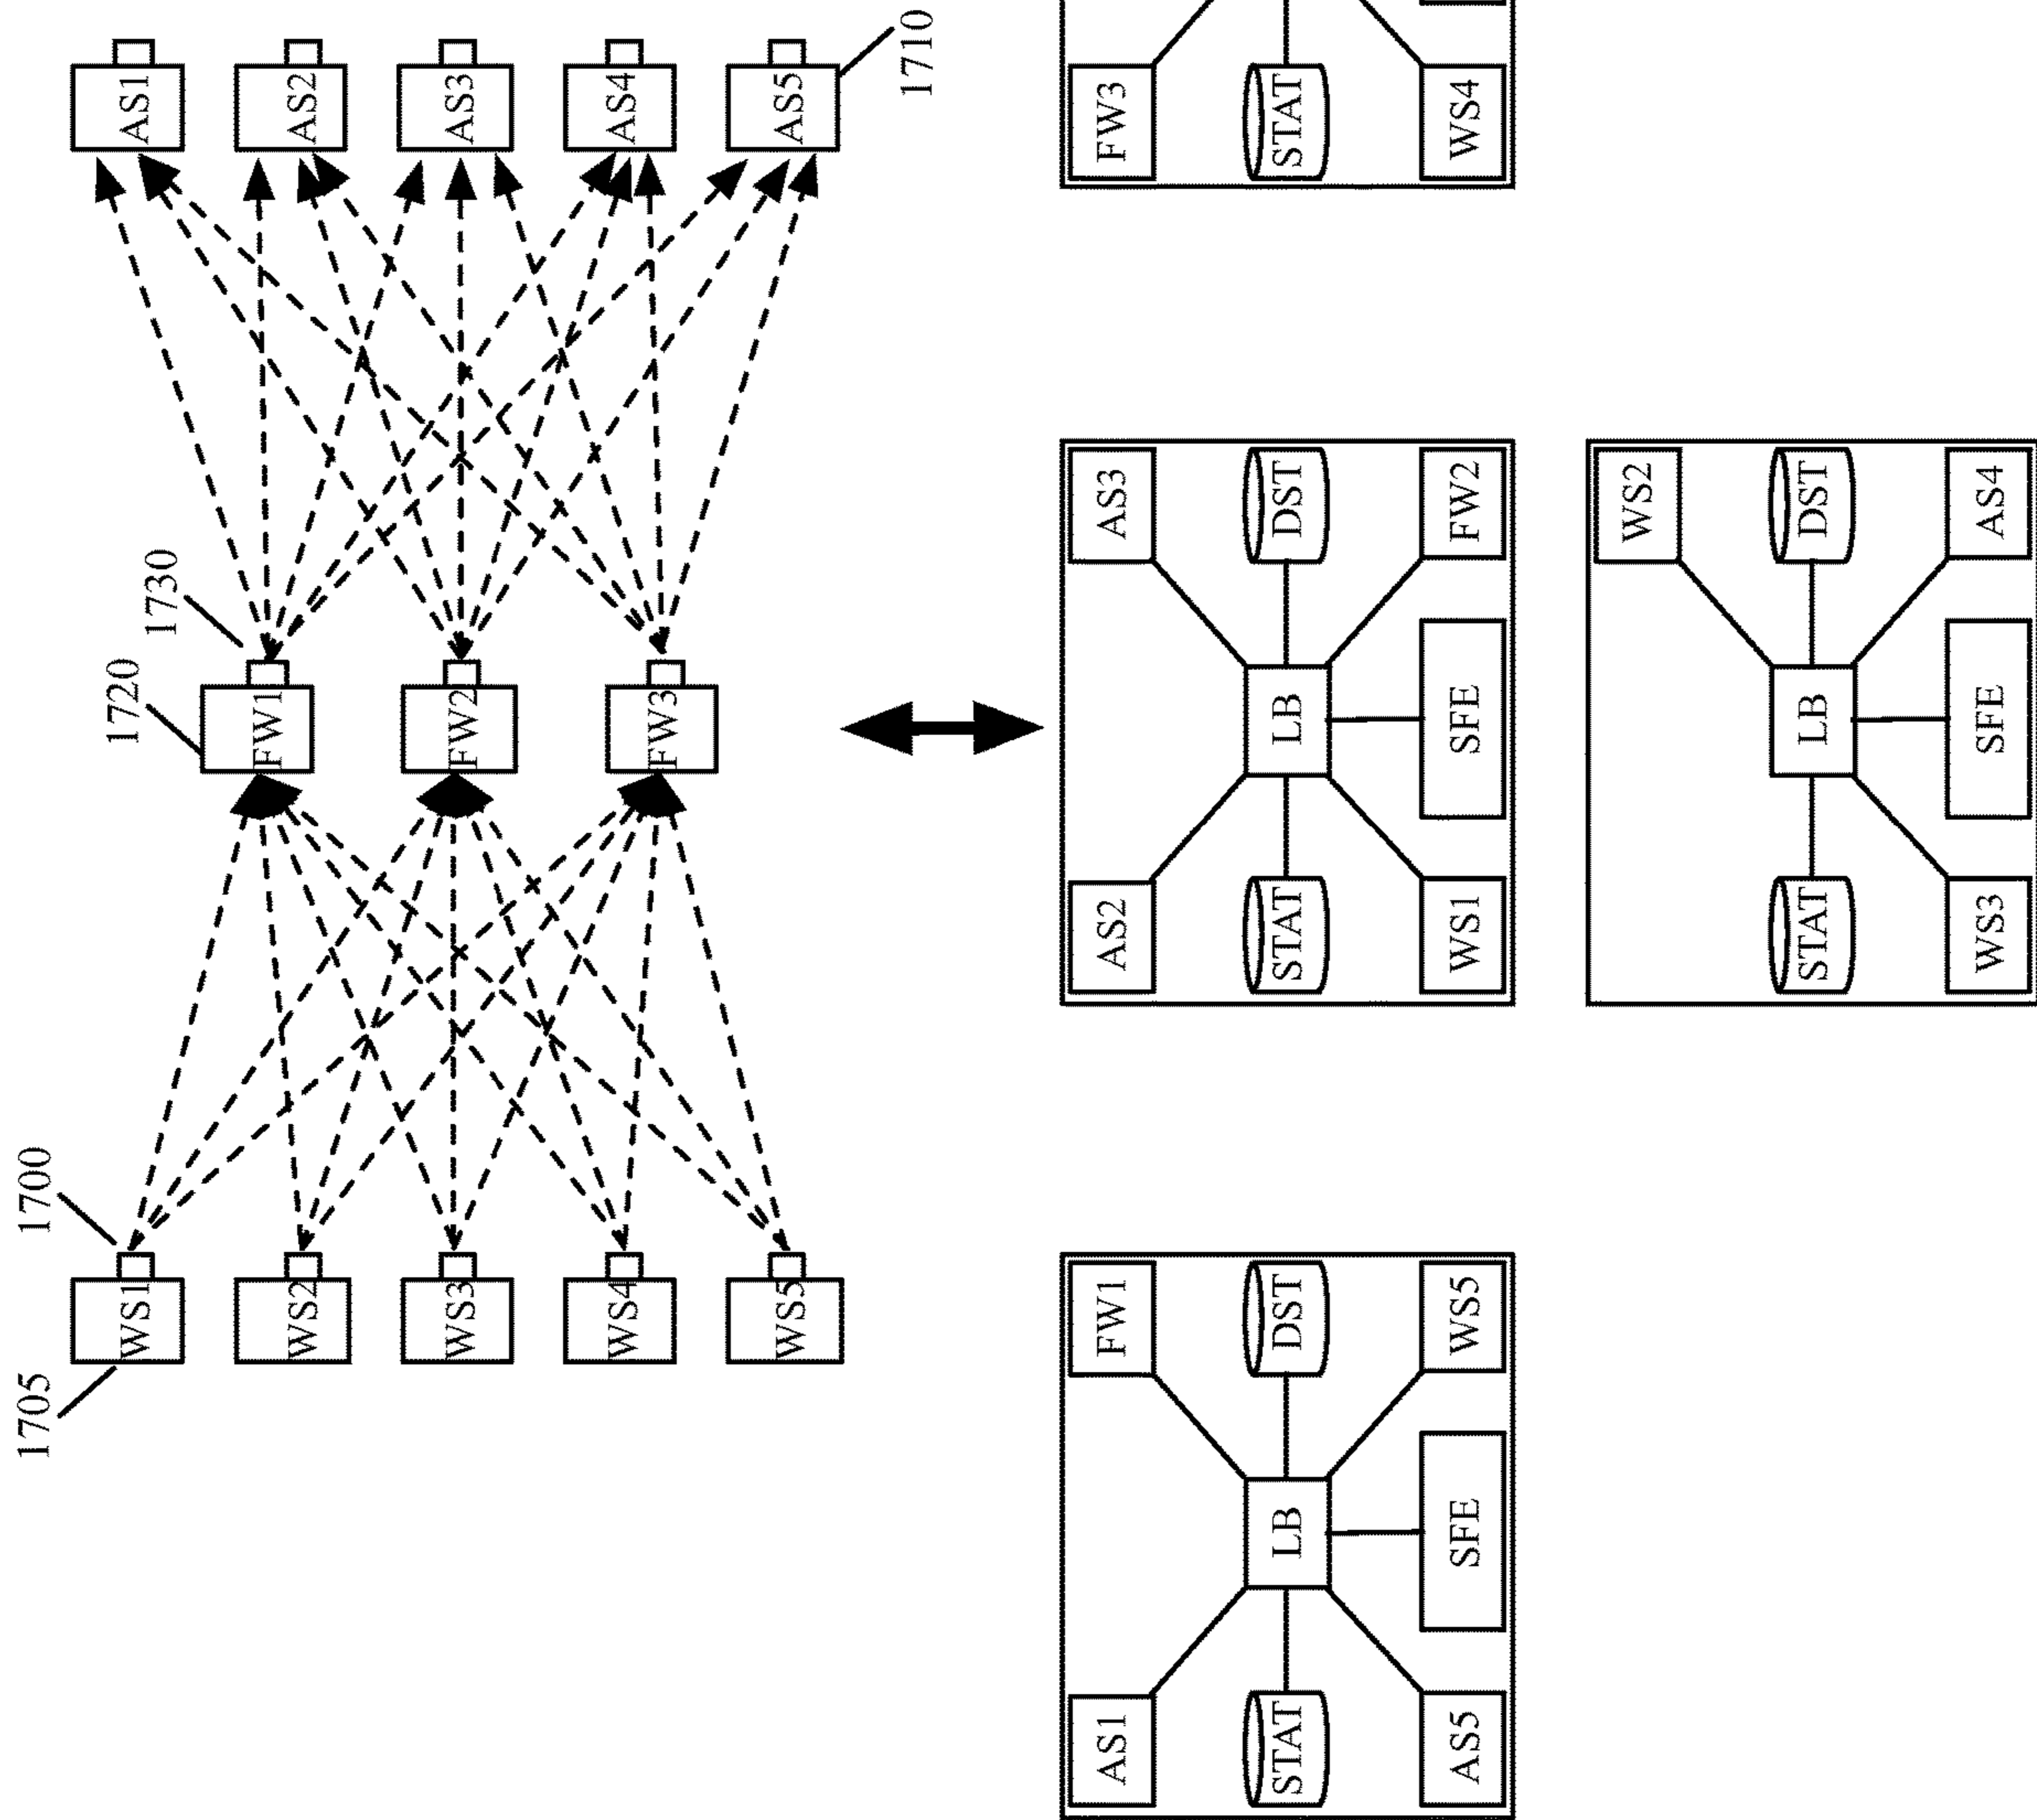 1705
1700
1720
1730
WS1
AS1
FW1
WS2
AS2
WS3
FW2
AS3
WS4
AS4
FW3
WS5
AS5
1710
AS1
FW1
STAT
LB
DST
AS5
SFE
WS5
AS2
AS3
STAT
LB
DST
WS1
SFE
FW2
FW3
STAT
WS4
WS2
STAT
LB
DST
WS3
SFE
AS4